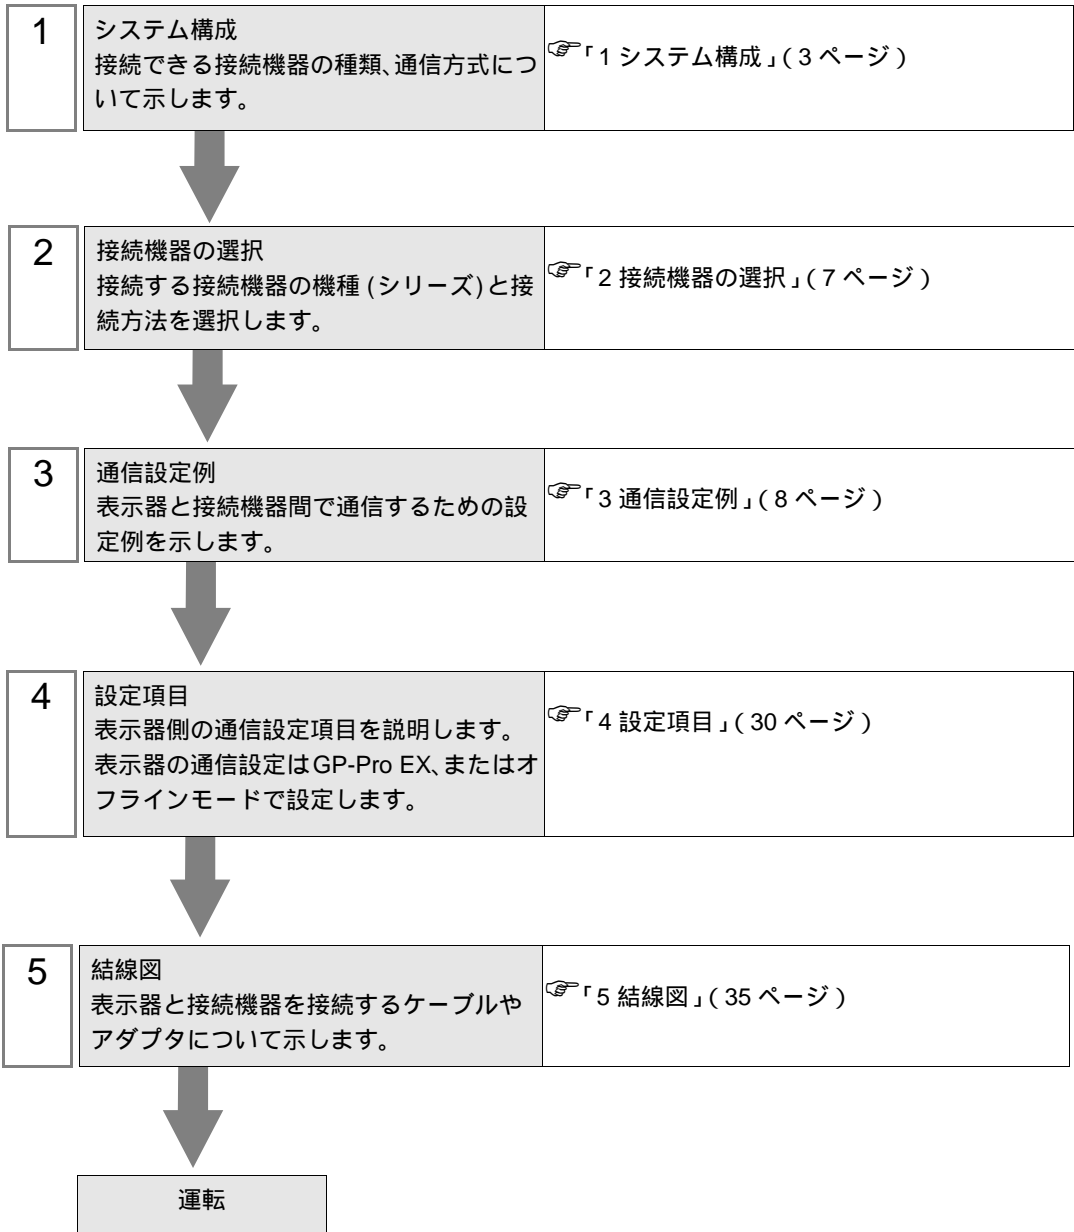 1
システム構成
接続できる接続機器の種類、通信方式につ
いて示します。
☞「1 システム構成」( 3 ページ )
2
接続機器の選択
接続する接続機器の機種 (シリーズ) と接
続方法を選択します。
☞「2 接続機器の選択」( 7 ページ )
3
通信設定例
表示器と接続機器間で通信するための設
定例を示します。
☞「3 通信設定例」( 8 ページ )
4
設定項目
表示器側の通信設定項目を説明します。
表示器の通信設定はGP-Pro EX、またはオ
フラインモードで設定します。
☞「4 設定項目」( 30 ページ )
5
結線図
表示器と接続機器を接続するケーブルや
アダプタについて示します。
☞「5 結線図」( 35 ページ )
運転